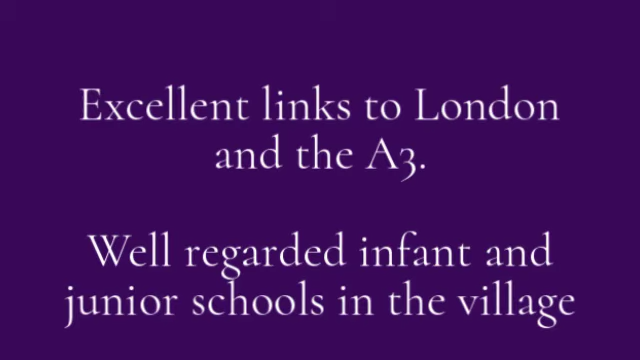 Excellent links to London
and the A3.
Well regarded infant and
junior schools in the village